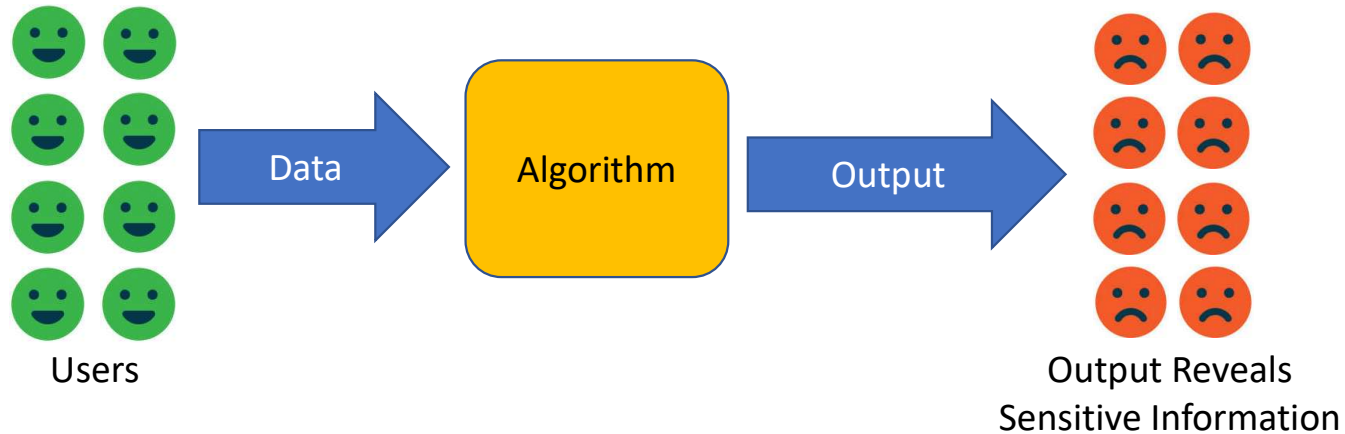 Users
Data
Algorithm
Output
Output Reveals
Sensitive Information